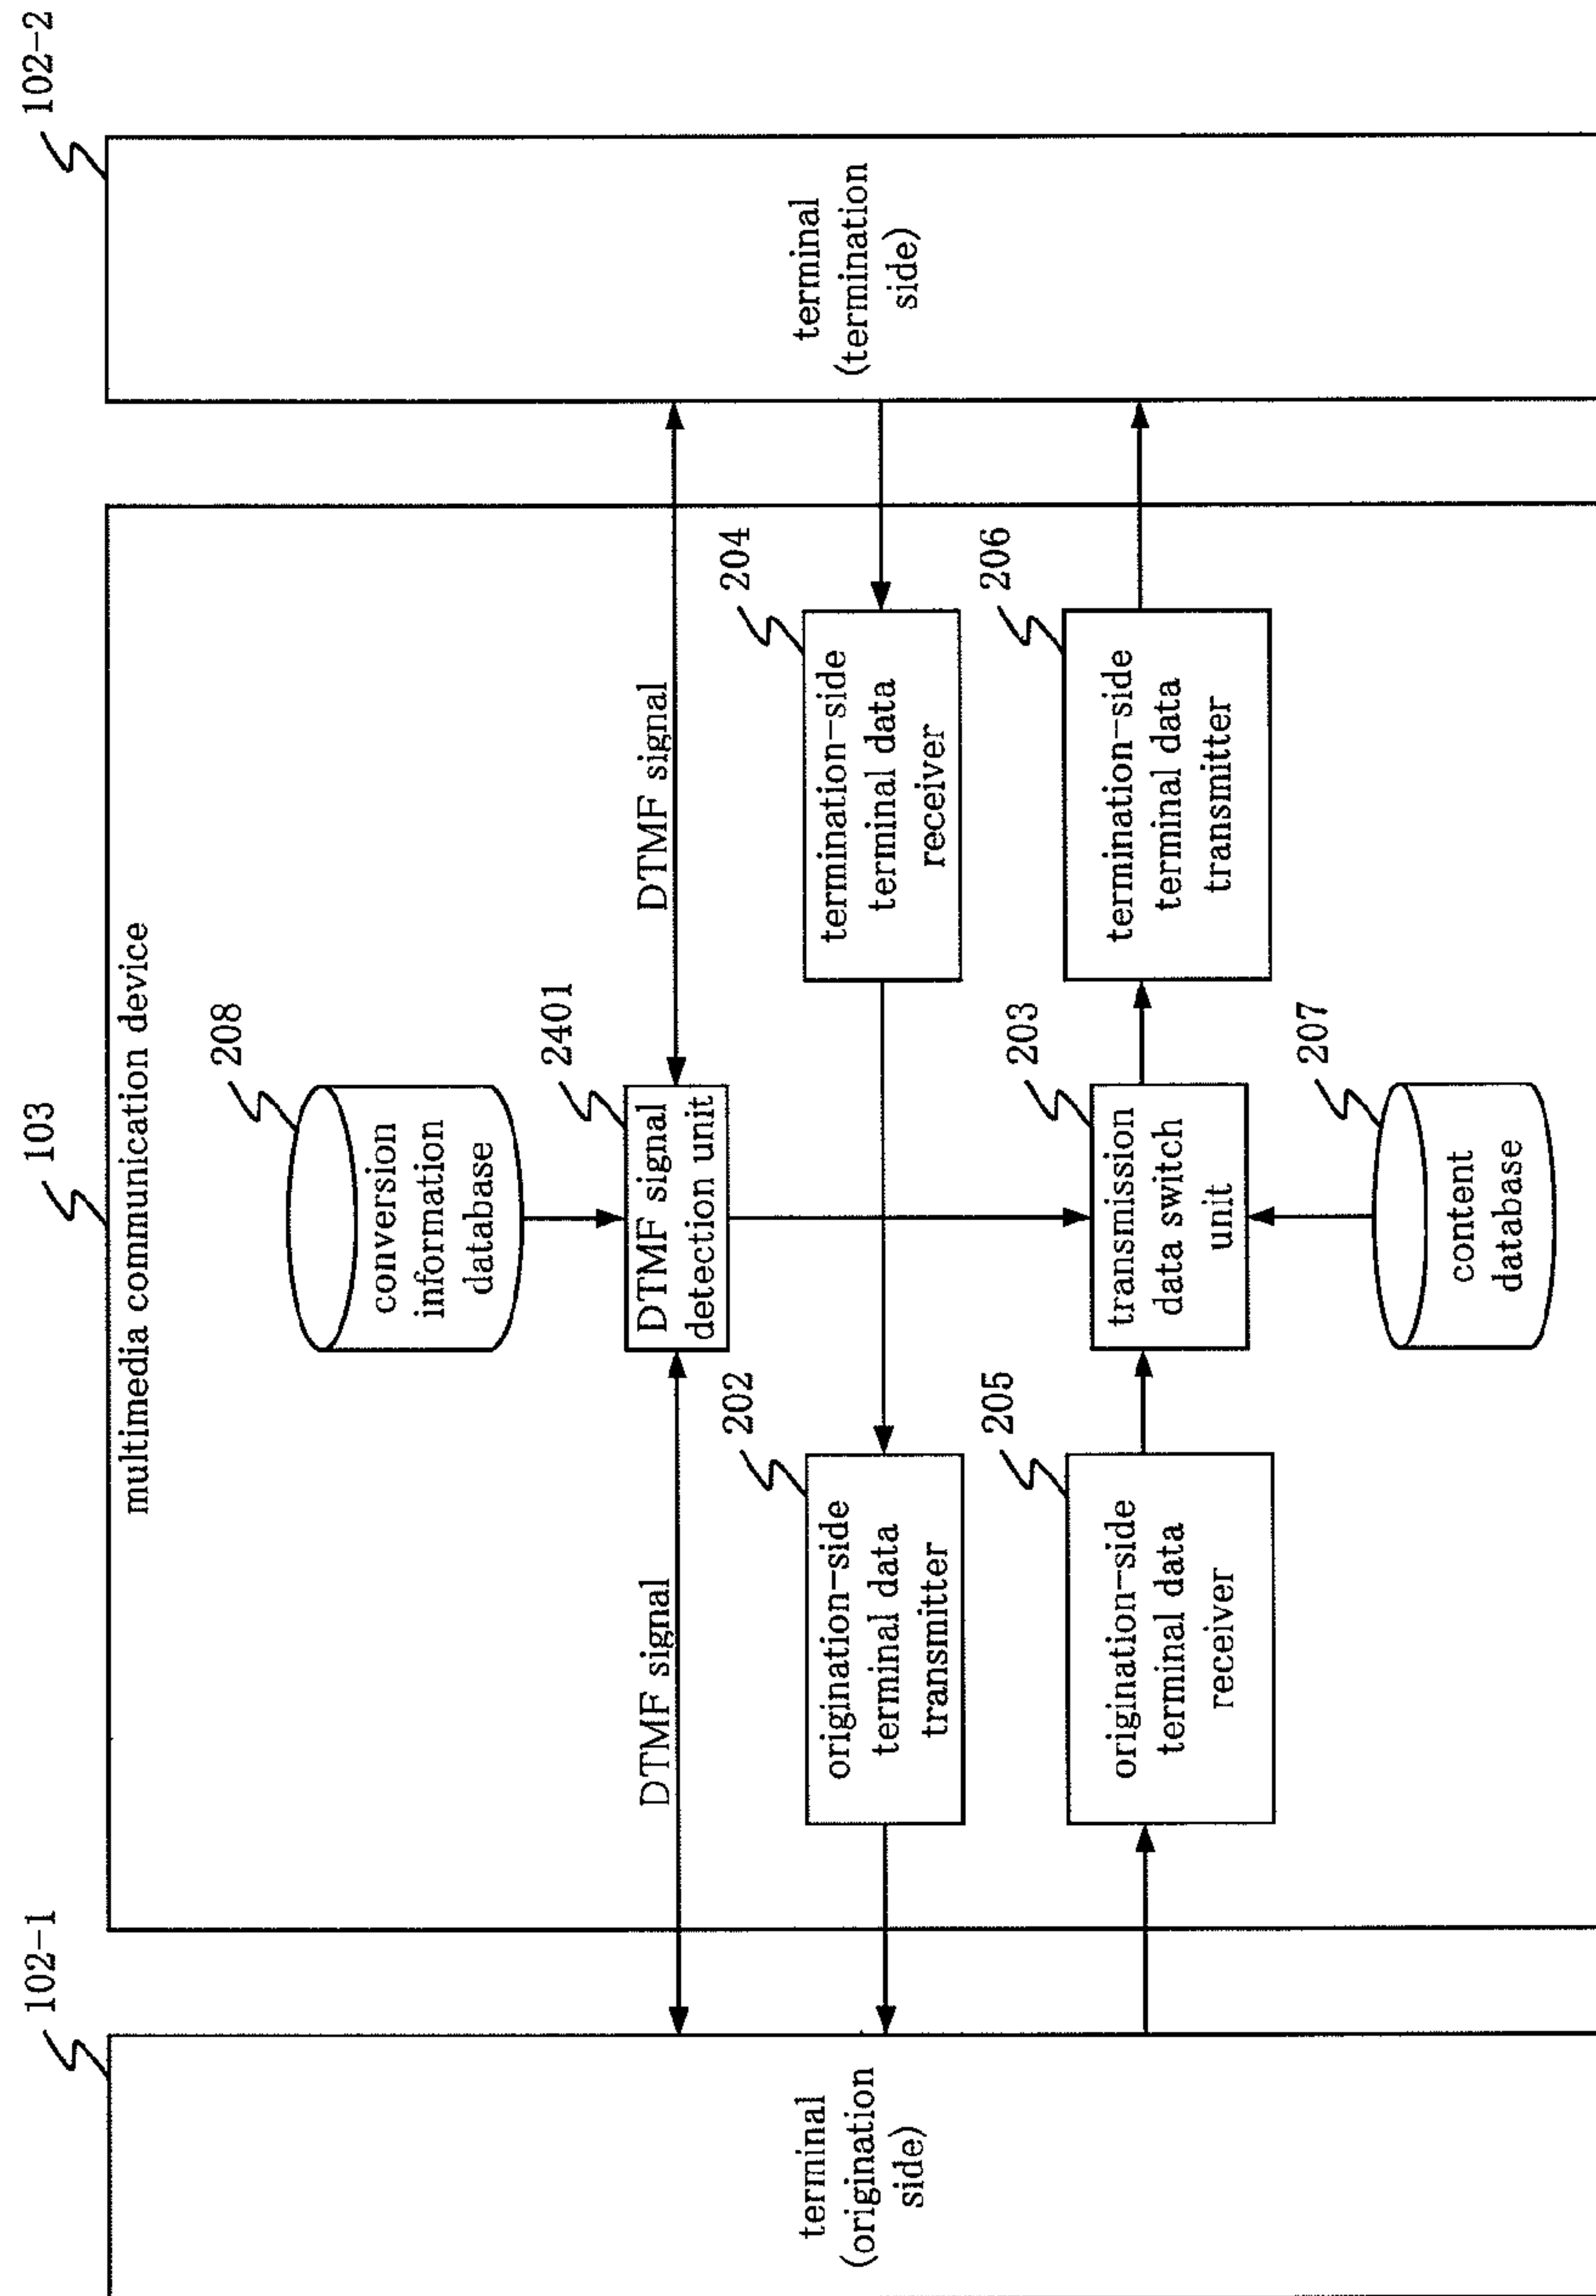 102-1
103
102-2
multimedia communication device
208
conversion
information
database
2401
DTMF signal
DTMF signal
detection unit
DTMF signal
terminal
(origination
side)
202
origination-side
terminal data
transmitter
204
termination-side
terminal data
receiver
terminal
(termination
side)
205
origination-side
terminal data
receiver
203
transmission
data switch
unit
206
termination-side
terminal data
transmitter
207
content
database